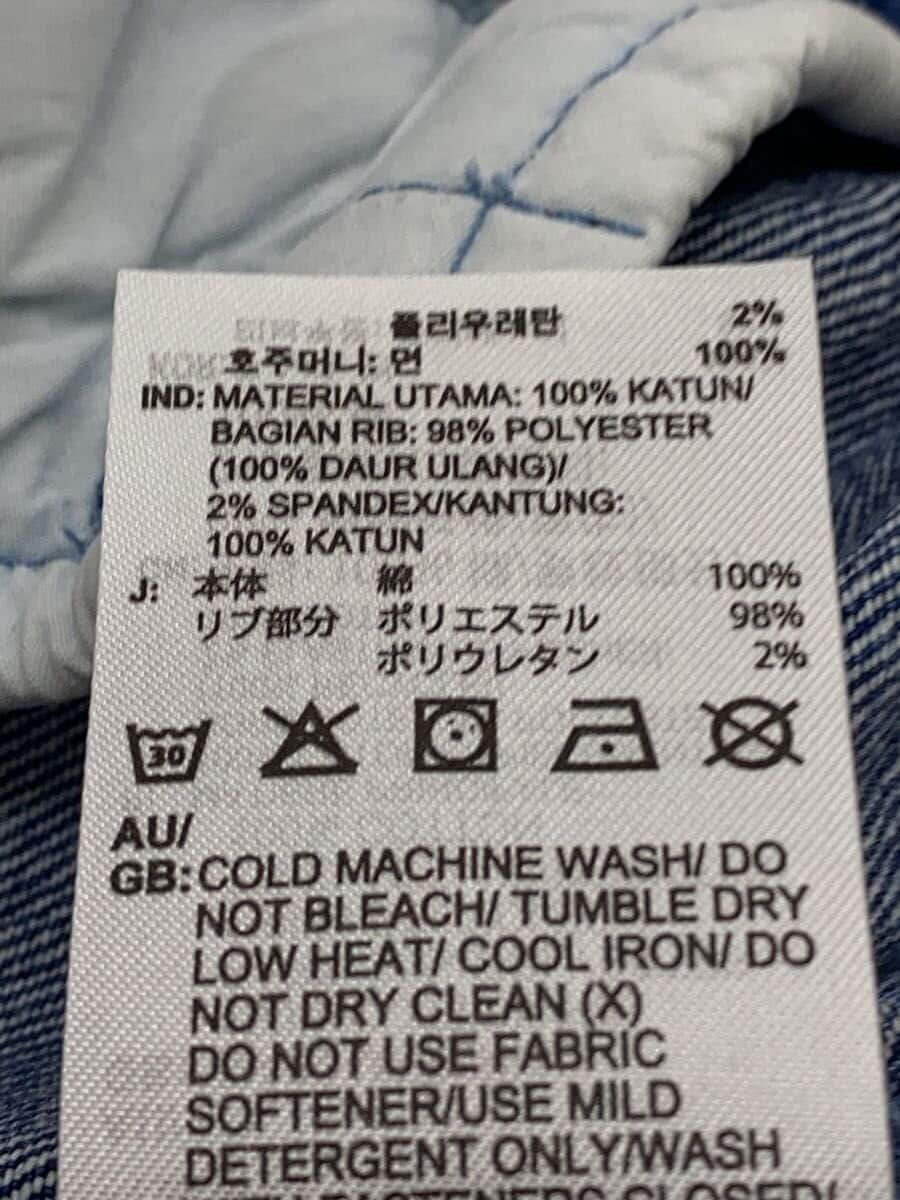 폴리우레탄 2%
호주머니: 면 100%
IND: MATERIAL UTAMA: 100% KATUN/
BAGIAN RIB: 98% POLYESTER
(100% DAUR ULANG)/
2% SPANDEX/KANTUNG:
100% KATUN
J: 本体 綿 100%
リブ部分 ポリエステル 98%
ポリウレタン 2%
30
AU/
GB: COLD MACHINE WASH/ DO
NOT BLEACH/ TUMBLE DRY
LOW HEAT/ COOL IRON/ DO
NOT DRY CLEAN (X)
DO NOT USE FABRIC
SOFTENER/USE MILD
DETERGENT ONLY/WASH
WITH FASTENERS CLOSED/